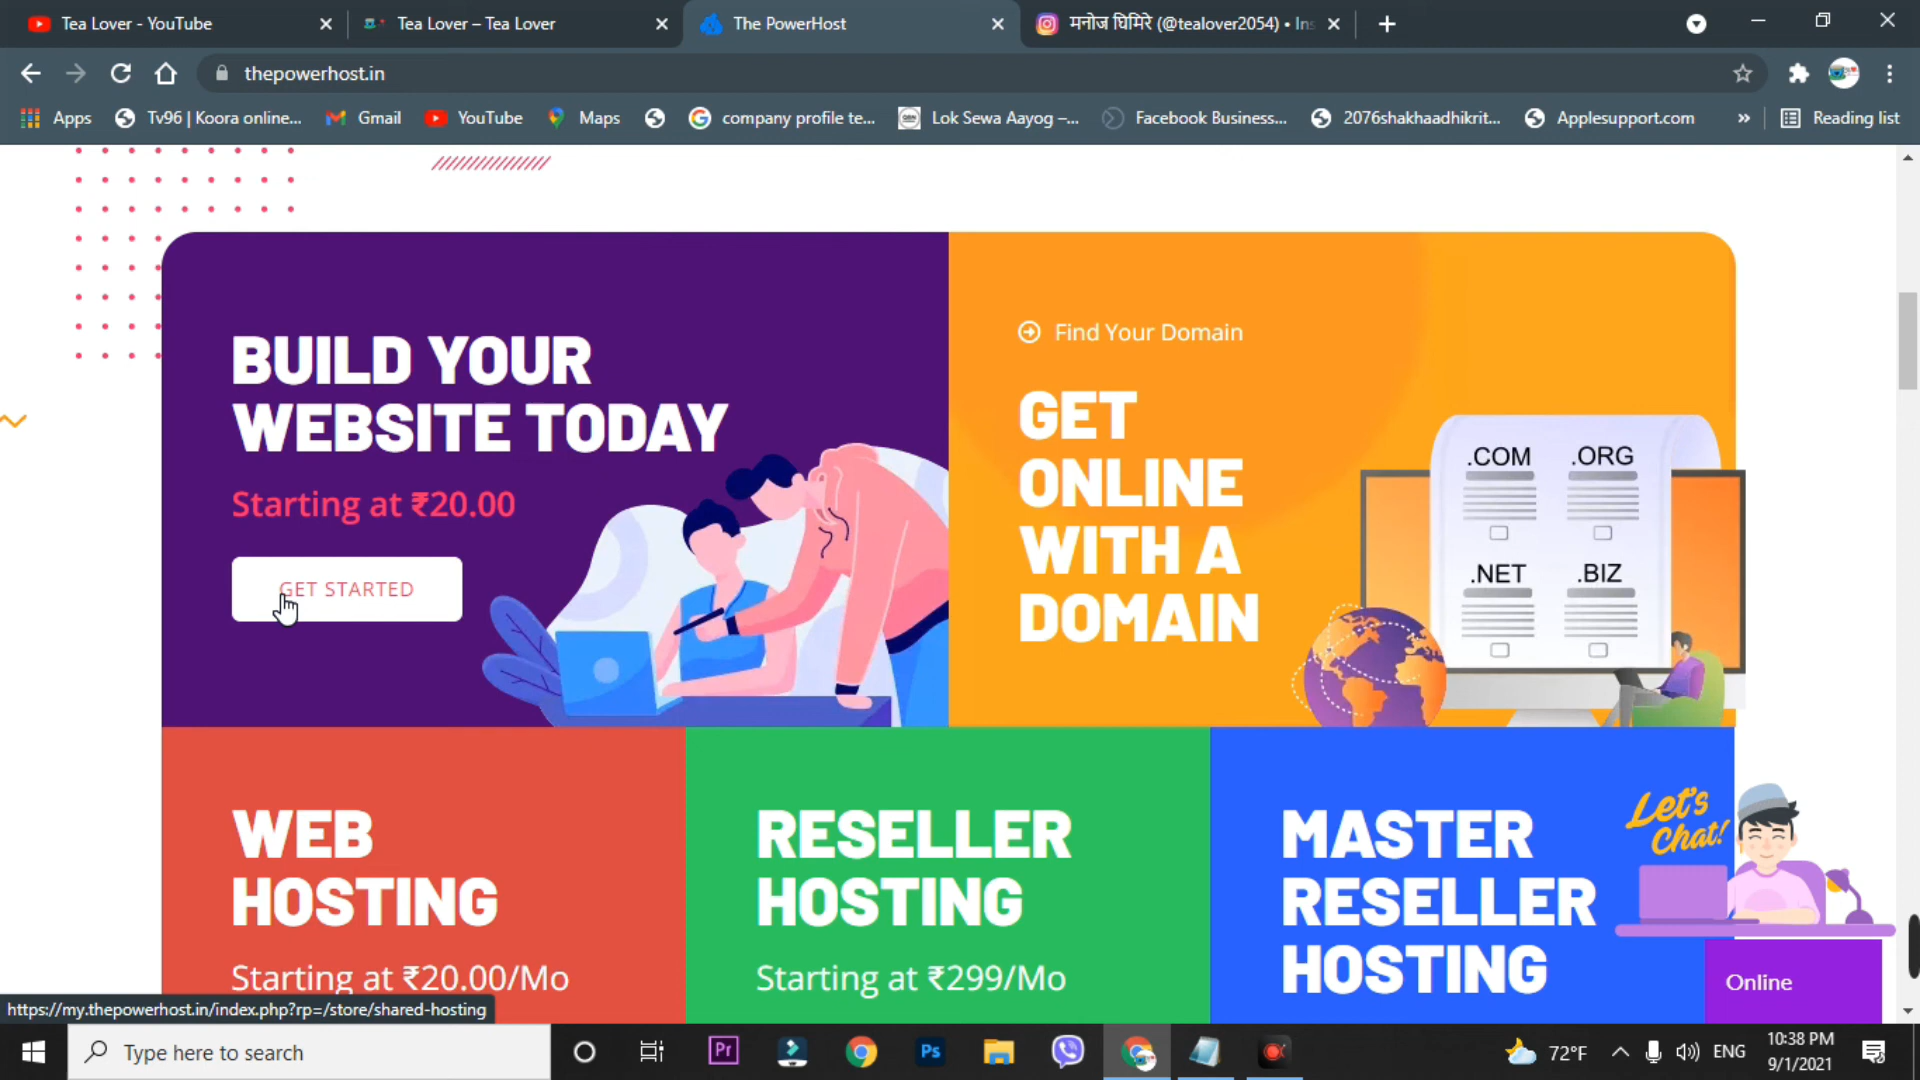 Tea Lover - YouTube
Tea Lover – Tea Lover
The PowerHost
मनोज घिमिरे (@tealover2054) • Ins
thepowerhost.in
Apps
Tv96 | Koora online...
Gmail
YouTube
Maps
company profile te...
Lok Sewa Aayog –...
Facebook Business...
2076shakhaadhikrit...
Applesupport.com
»
Reading list
BUILD YOUR
WEBSITE TODAY
Starting at ₹20.00
GET STARTED
Find Your Domain
GET
ONLINE
WITH A
DOMAIN
.COM .ORG
.NET .BIZ
WEB
HOSTING
Starting at ₹20.00/Mo
RESELLER
HOSTING
Starting at ₹299/Mo
MASTER
RESELLER
HOSTING
Let's
Chat!
Online
https://my.thepowerhost.in/index.php?rp=/store/shared-hosting
Type here to search
Pr
Ps
72°F
ENG
10:38 PM
9/1/2021